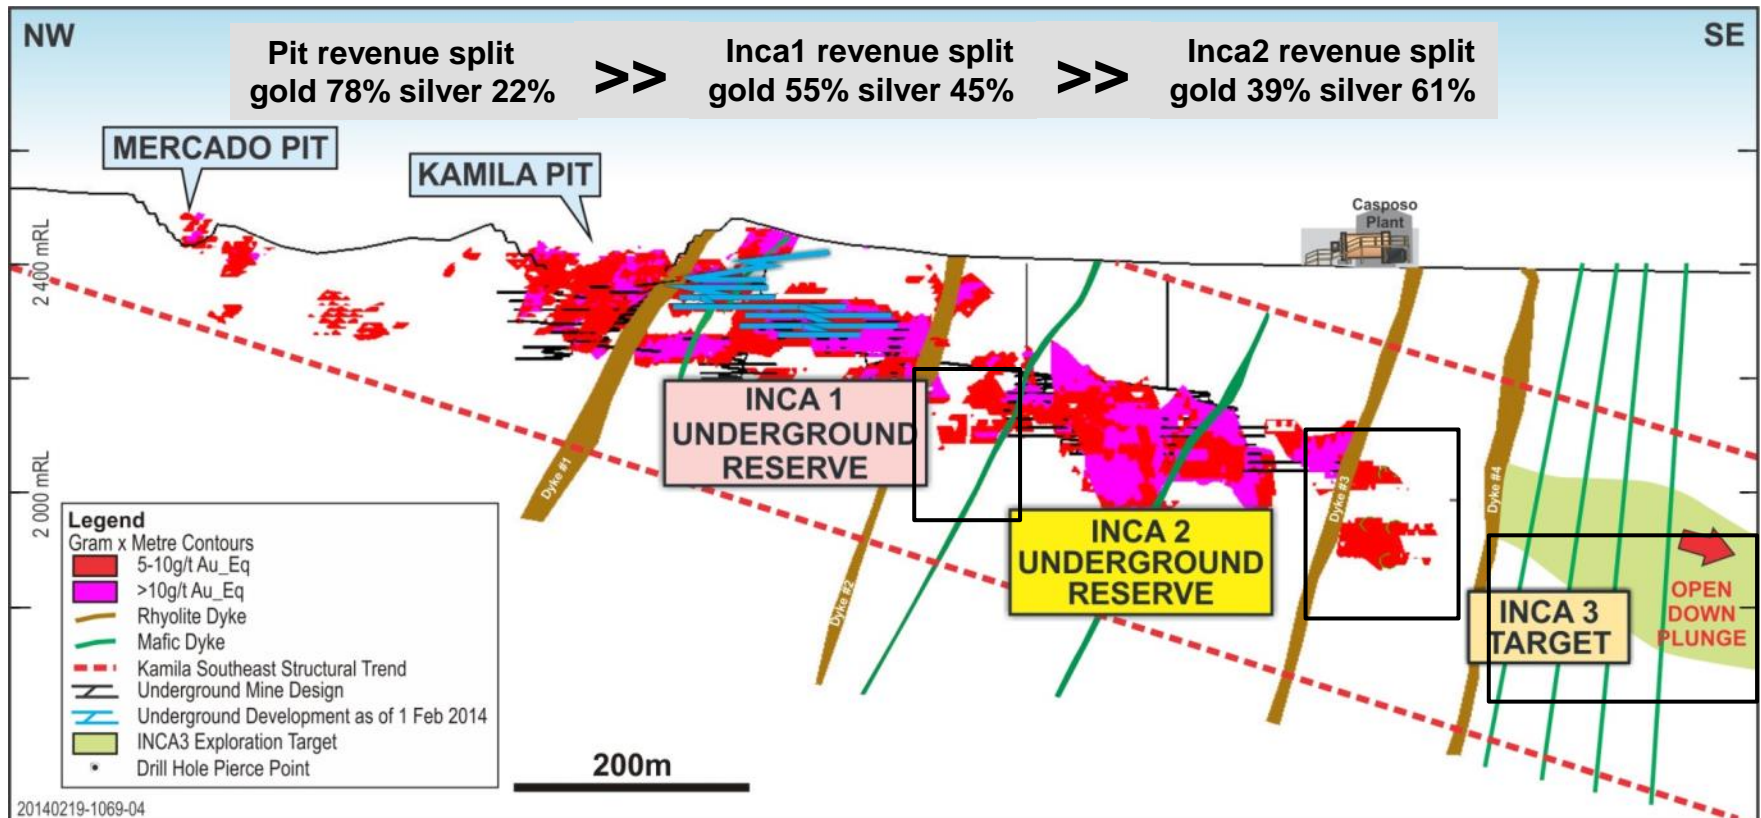 NW
SE
Pit revenue split
gold 78% silver 22%
>>
Inca1 revenue split
gold 55% silver 45%
>>
Inca2 revenue split
gold 39% silver 61%
MERCADO PIT
KAMILA PIT
Casposo
Plant
2 400 mRL
2 000 mRL
INCA 1
UNDERGROUND
RESERVE
INCA 2
UNDERGROUND
RESERVE
INCA 3
TARGET
OPEN
DOWN
PLUNGE
Dyke #1
Dyke #2
Dyke #3
Dyke #4
Legend
Gram x Metre Contours
5-10g/t Au_Eq
>10g/t Au_Eq
Rhyolite Dyke
Mafic Dyke
Kamila Southeast Structural Trend
Underground Mine Design
Underground Development as of 1 Feb 2014
INCA3 Exploration Target
Drill Hole Pierce Point
200m
20140219-1069-04